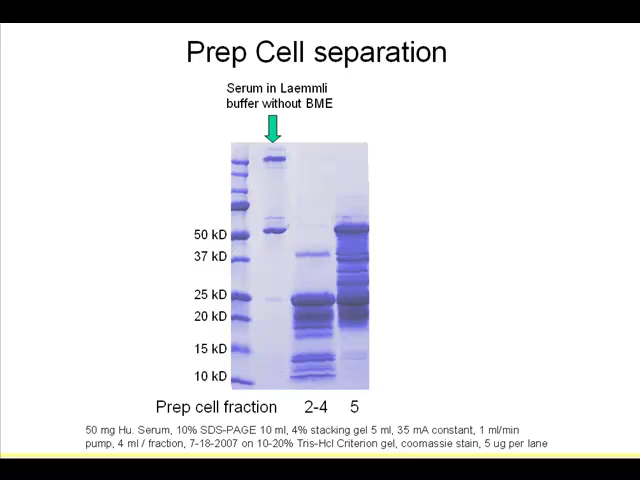 Prep Cell separation
Serum in Laemmli
buffer without BME
50 kD
37 kD
25 kD
20 kD
15 kD
10 kD
Prep cell fraction 2-4 5
50 mg Hu. Serum, 10% SDS-PAGE 10 ml, 4% stacking gel 5 ml, 35 mA constant, 1 ml/min
pump, 4 ml / fraction, 7-18-2007 on 10-20% Tris-Hcl Criterion gel, coomassie stain, 5 ug per lane